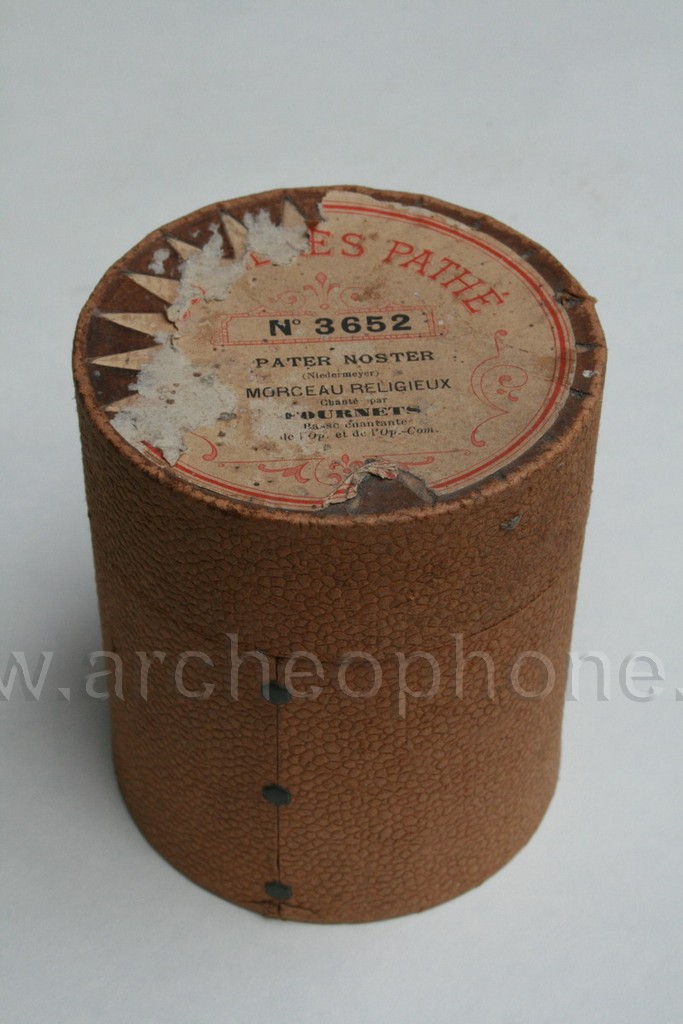 PATHÉ
Nº 3652
PATER NOSTER
(Niedermeyer)
MORCEAU RELIGIEUX
Chanté par
FOURNETS
Basse chantante
de l'Op. et de l'Op.-Com.
w.archeophone.